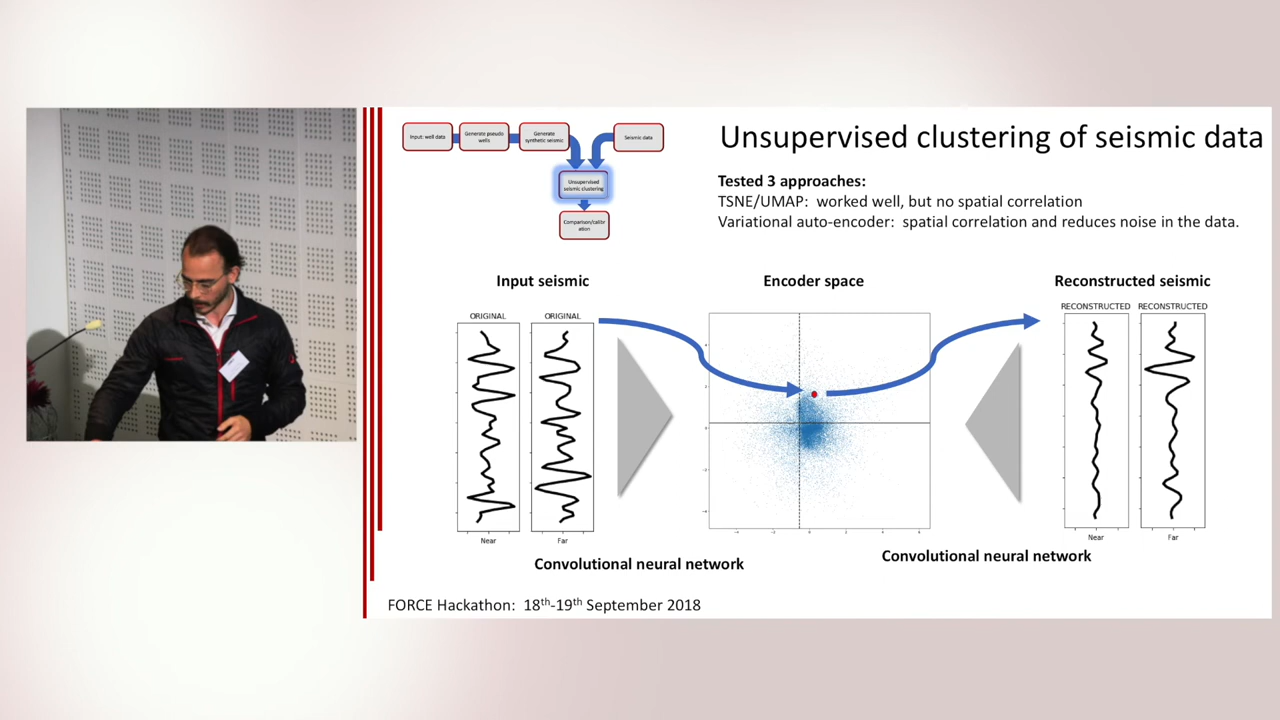 Input: well data
Generate pseudo
wells
Generate
synthetic seismic
Seismic data
Unsupervised
seismic clustering
Comparison/calibr
ation
Unsupervised clustering of seismic data
Tested 3 approaches:
TSNE/UMAP: worked well, but no spatial correlation
Variational auto-encoder: spatial correlation and reduces noise in the data.
Input seismic
Encoder space
Reconstructed seismic
ORIGINAL
ORIGINAL
RECONSTRUCTED
RECONSTRUCTED
Near
Far
Near
Far
Convolutional neural network
Convolutional neural network
FORCE Hackathon: 18th-19th September 2018